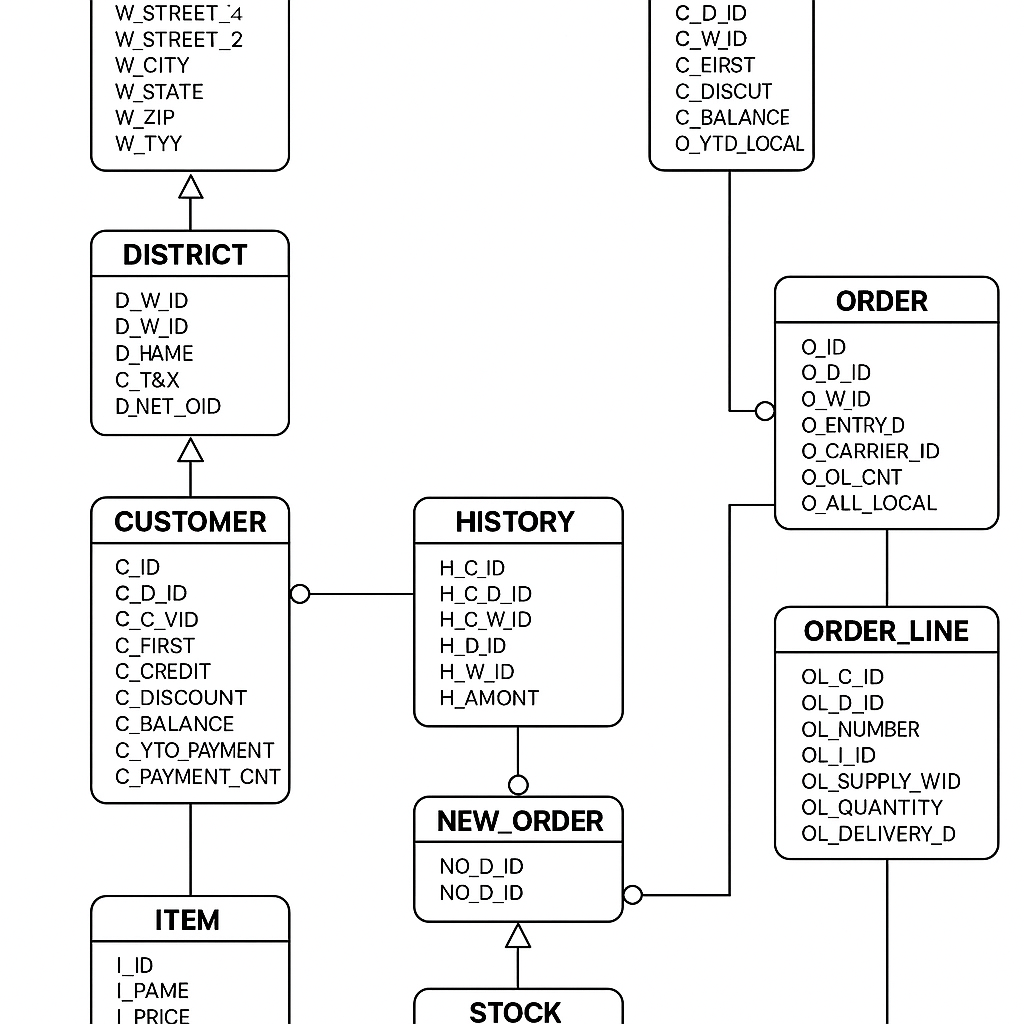 W_STREET_4
W_STREET_2
W_CITY
W_STATE
W_ZIP
W_TYY
C_D_ID
C_W_ID
C_EIRST
C_DISCUT
C_BALANCE
O_YTD_LOCAL
DISTRICT
D_W_ID
D_W_ID
D_HAME
C_T&X
D_NET_OID
ORDER
O_ID
O_D_ID
O_W_ID
O_ENTRY_D
O_CARRIER_ID
O_OL_CNT
O_ALL_LOCAL
CUSTOMER
C_ID
C_D_ID
C_C_VID
C_FIRST
C_CREDIT
C_DISCOUNT
C_BALANCE
C_YTO_PAYMENT
C_PAYMENT_CNT
HISTORY
H_C_ID
H_C_D_ID
H_C_W_ID
H_D_ID
H_W_ID
H_AMONT
ORDER_LINE
OL_C_ID
OL_D_ID
OL_NUMBER
OL_I_ID
OL_SUPPLY_WID
OL_QUANTITY
OL_DELIVERY_D
NEW_ORDER
NO_D_ID
NO_D_ID
ITEM
I_ID
I_PAME
I_PRICE
STOCK